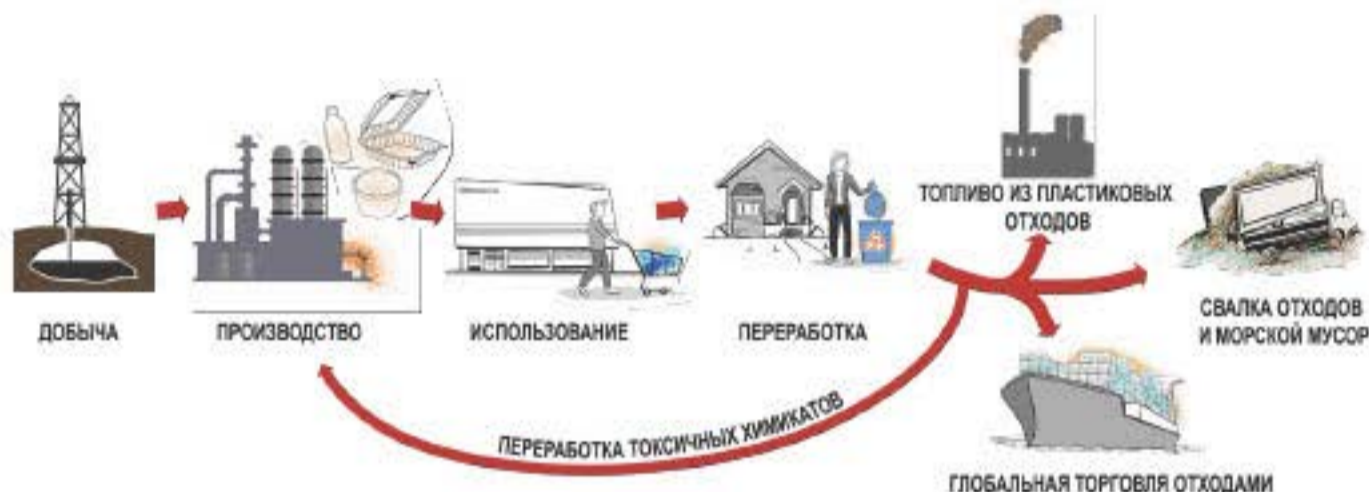 ТОПЛИВО ИЗ ПЛАСТИКОВЫХ
ОТХОДОВ
ДОБЫЧА
ПРОИЗВОДСТВО
ИСПОЛЬЗОВАНИЕ
ПЕРЕРАБОТКА
СВАЛКА ОТХОДОВ
И МОРСКОЙ МУСОР
ПЕРЕРАБОТКА ТОКСИЧНЫХ ХИМИКАТОВ
ГЛОБАЛЬНАЯ ТОРГОВЛЯ ОТХОДАМИ